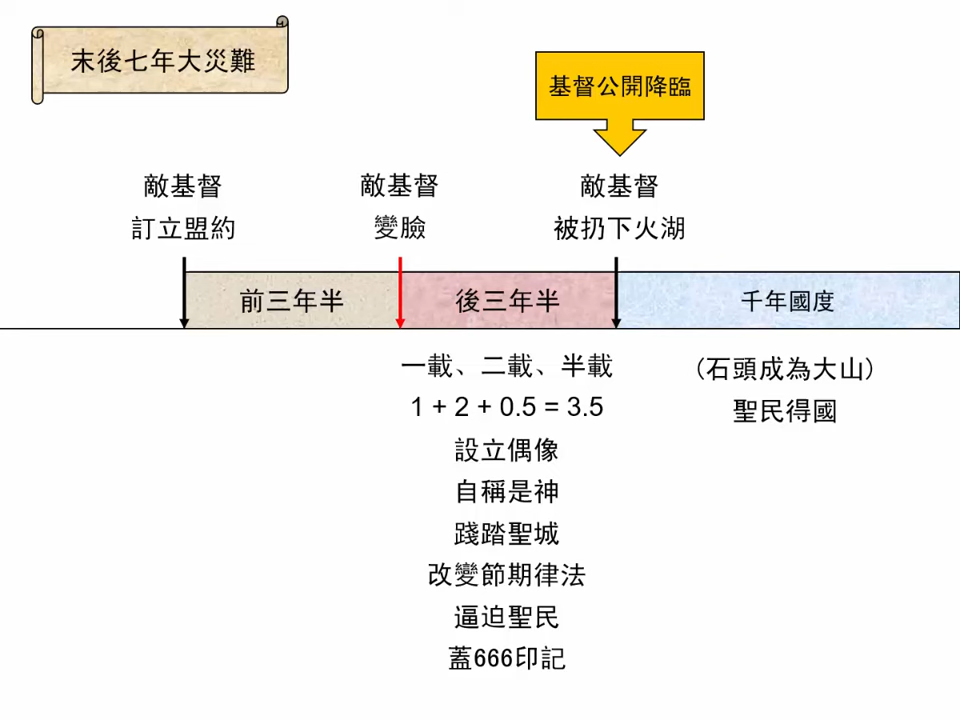 末後七年大災難
基督公開降臨
敵基督
訂立盟約
敵基督
變臉
敵基督
被扔下火湖
前三年半
後三年半
千年國度
一載、二載、半載
1 + 2 + 0.5 = 3.5
設立偶像
自稱是神
踐踏聖城
改變節期律法
逼迫聖民
蓋666印記
(石頭成為大山)
聖民得國